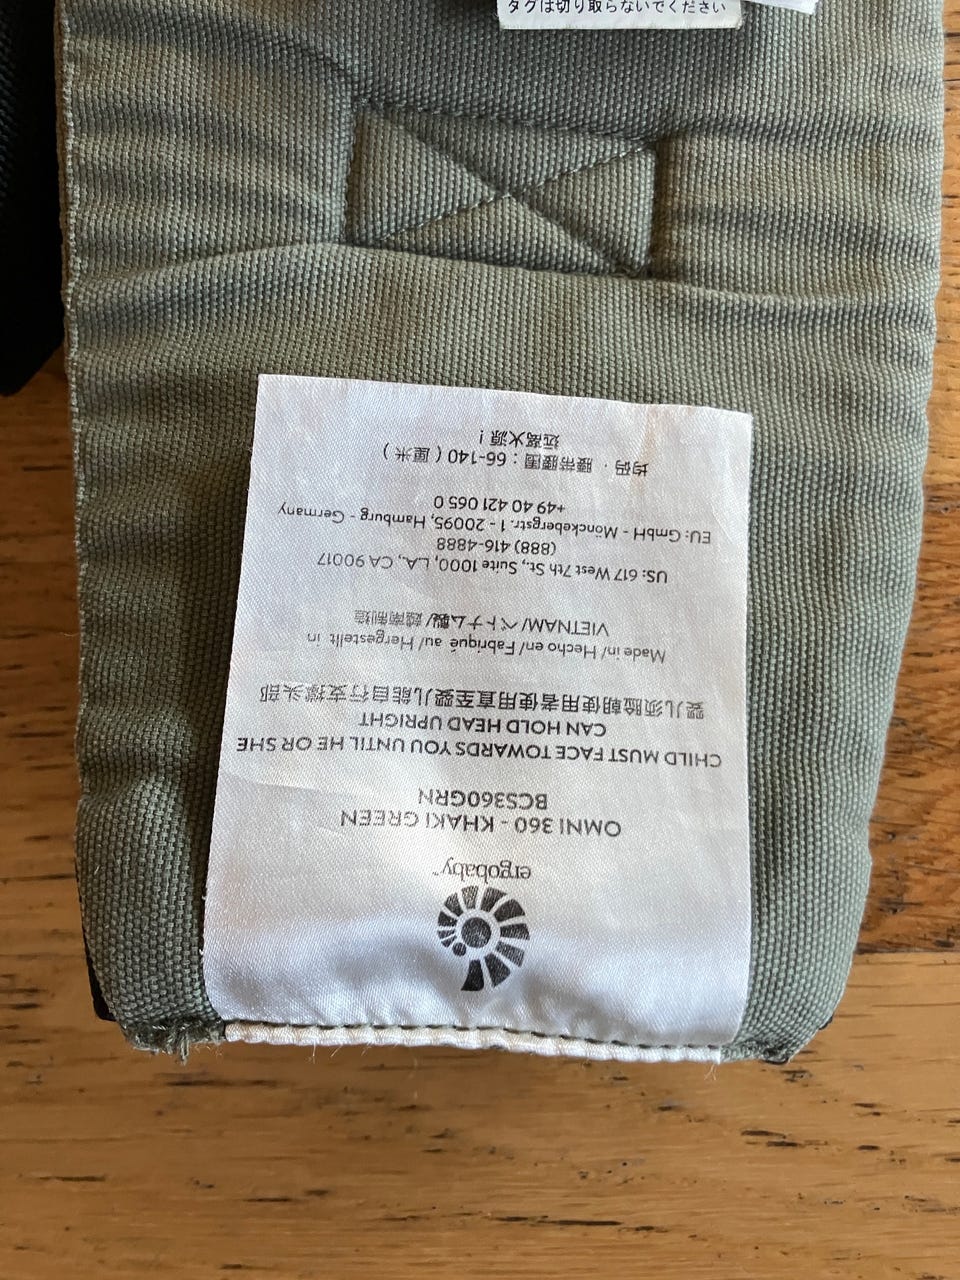 タグは切り取らないでください
ergobaby™
OMNI 360 - KHAKI GREEN
BCS360GRN
CHILD MUST FACE TOWARDS YOU UNTIL HE OR SHE
CAN HOLD HEAD UPRIGHT
婴儿须脸朝使用者使用直至婴儿能自行支撑头部
Made in/ Hecho en/ Fabriqué au/ Hergestellt in
VIETNAM/ベトナム製/越南制造
US: 617 West 7th St., Suite 1000, L.A., CA 90017
(888) 416-4888
EU: GmbH - Mönckebergstr. 1 - 20095, Hamburg - Germany
+49 40 421 065 0
均码 · 腰带腰围：66-140（厘米）
远离火源！